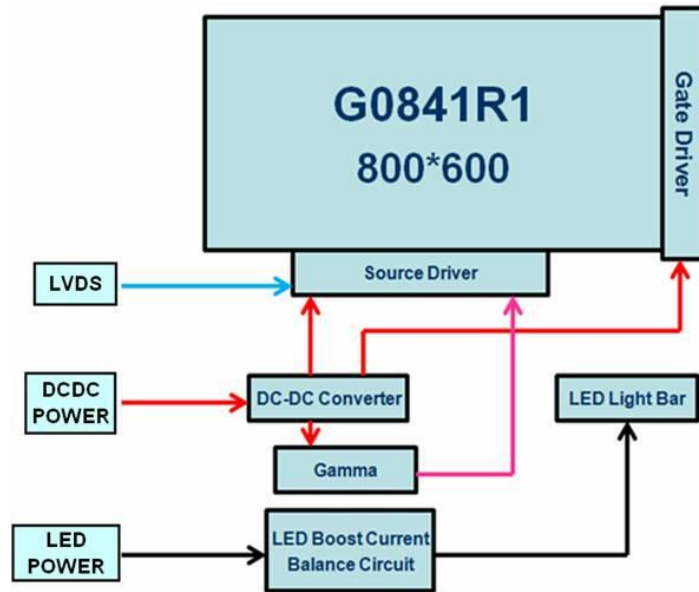 G0841R1
800*600
Gate Driver
Source Driver
LVDS
DCDC
POWER
DC-DC Converter
LED Light Bar
Gamma
LED
POWER
LED Boost Current
Balance Circuit